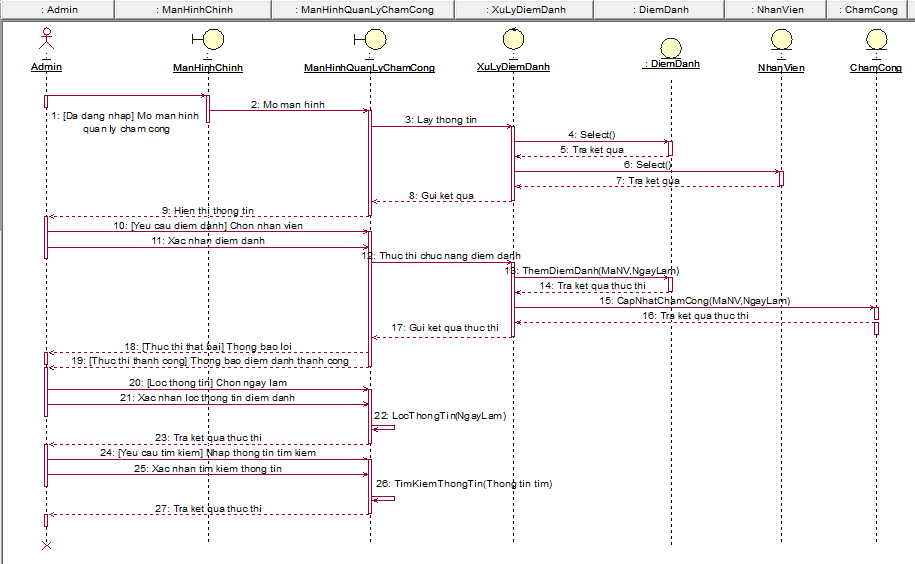 : Admin
: ManHinhChinh
: ManHinhQuanLyChamCong
: XuLyDiemDanh
: DiemDanh
: NhanVien
: ChamCong
: Admin
: ManHinhChinh
: ManHinhQuanLyChamCong
: XuLyDiemDanh
: DiemDanh
: NhanVien
: ChamCong
1: [Da dang nhap] Mo man hinh
quan ly cham cong
2: Mo man hinh
3: Lay thong tin
4: Select()
5: Tra ket qua
6: Select()
7: Tra ket qua
8: Gui ket qua
9: Hien thi thong tin
10: [Yeu cau diem danh] Chon nhan vien
11: Xac nhan diem danh
12: Thuc thi chuc nang diem danh
13: ThemDiemDanh(MaNV,NgayLam)
14: Tra ket qua thuc thi
15: CapNhatChamCong(MaNV,NgayLam)
16: Tra ket qua thuc thi
17: Gui ket qua thuc thi
18: [Thuc thi that bai] Thong bao loi
19: [Thuc thi thanh cong] Thong bao diem danh thanh cong
20: [Loc thong tin] Chon ngay lam
21: Xac nhan loc thong tin diem danh
22: LocThongTin(NgayLam)
23: Tra ket qua thuc thi
24: [Yeu cau tim kiem] Nhap thong tin tim kiem
25: Xac nhan tim kiem thong tin
26: TimKiemThongTin(Thong tin tim)
27: Tra ket qua thuc thi